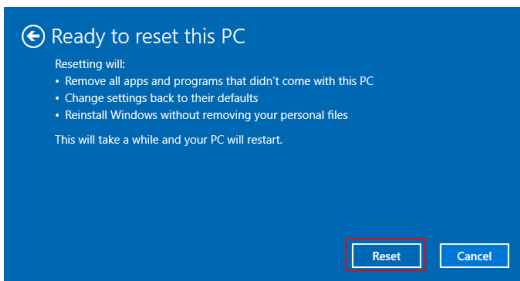 Ready to reset this PC
Resetting will:
• Remove all apps and programs that didn't come with this PC
• Change settings back to their defaults
• Reinstall Windows without removing your personal files
This will take a while and your PC will restart.
Reset
Cancel